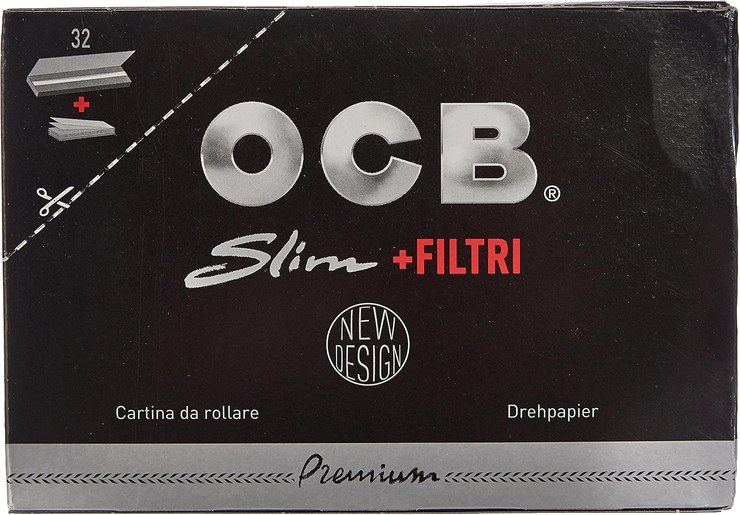 32
OCB®
Slim +FILTRI
NEW
DESIGN
Cartina da rollare
Drehpapier
Premium